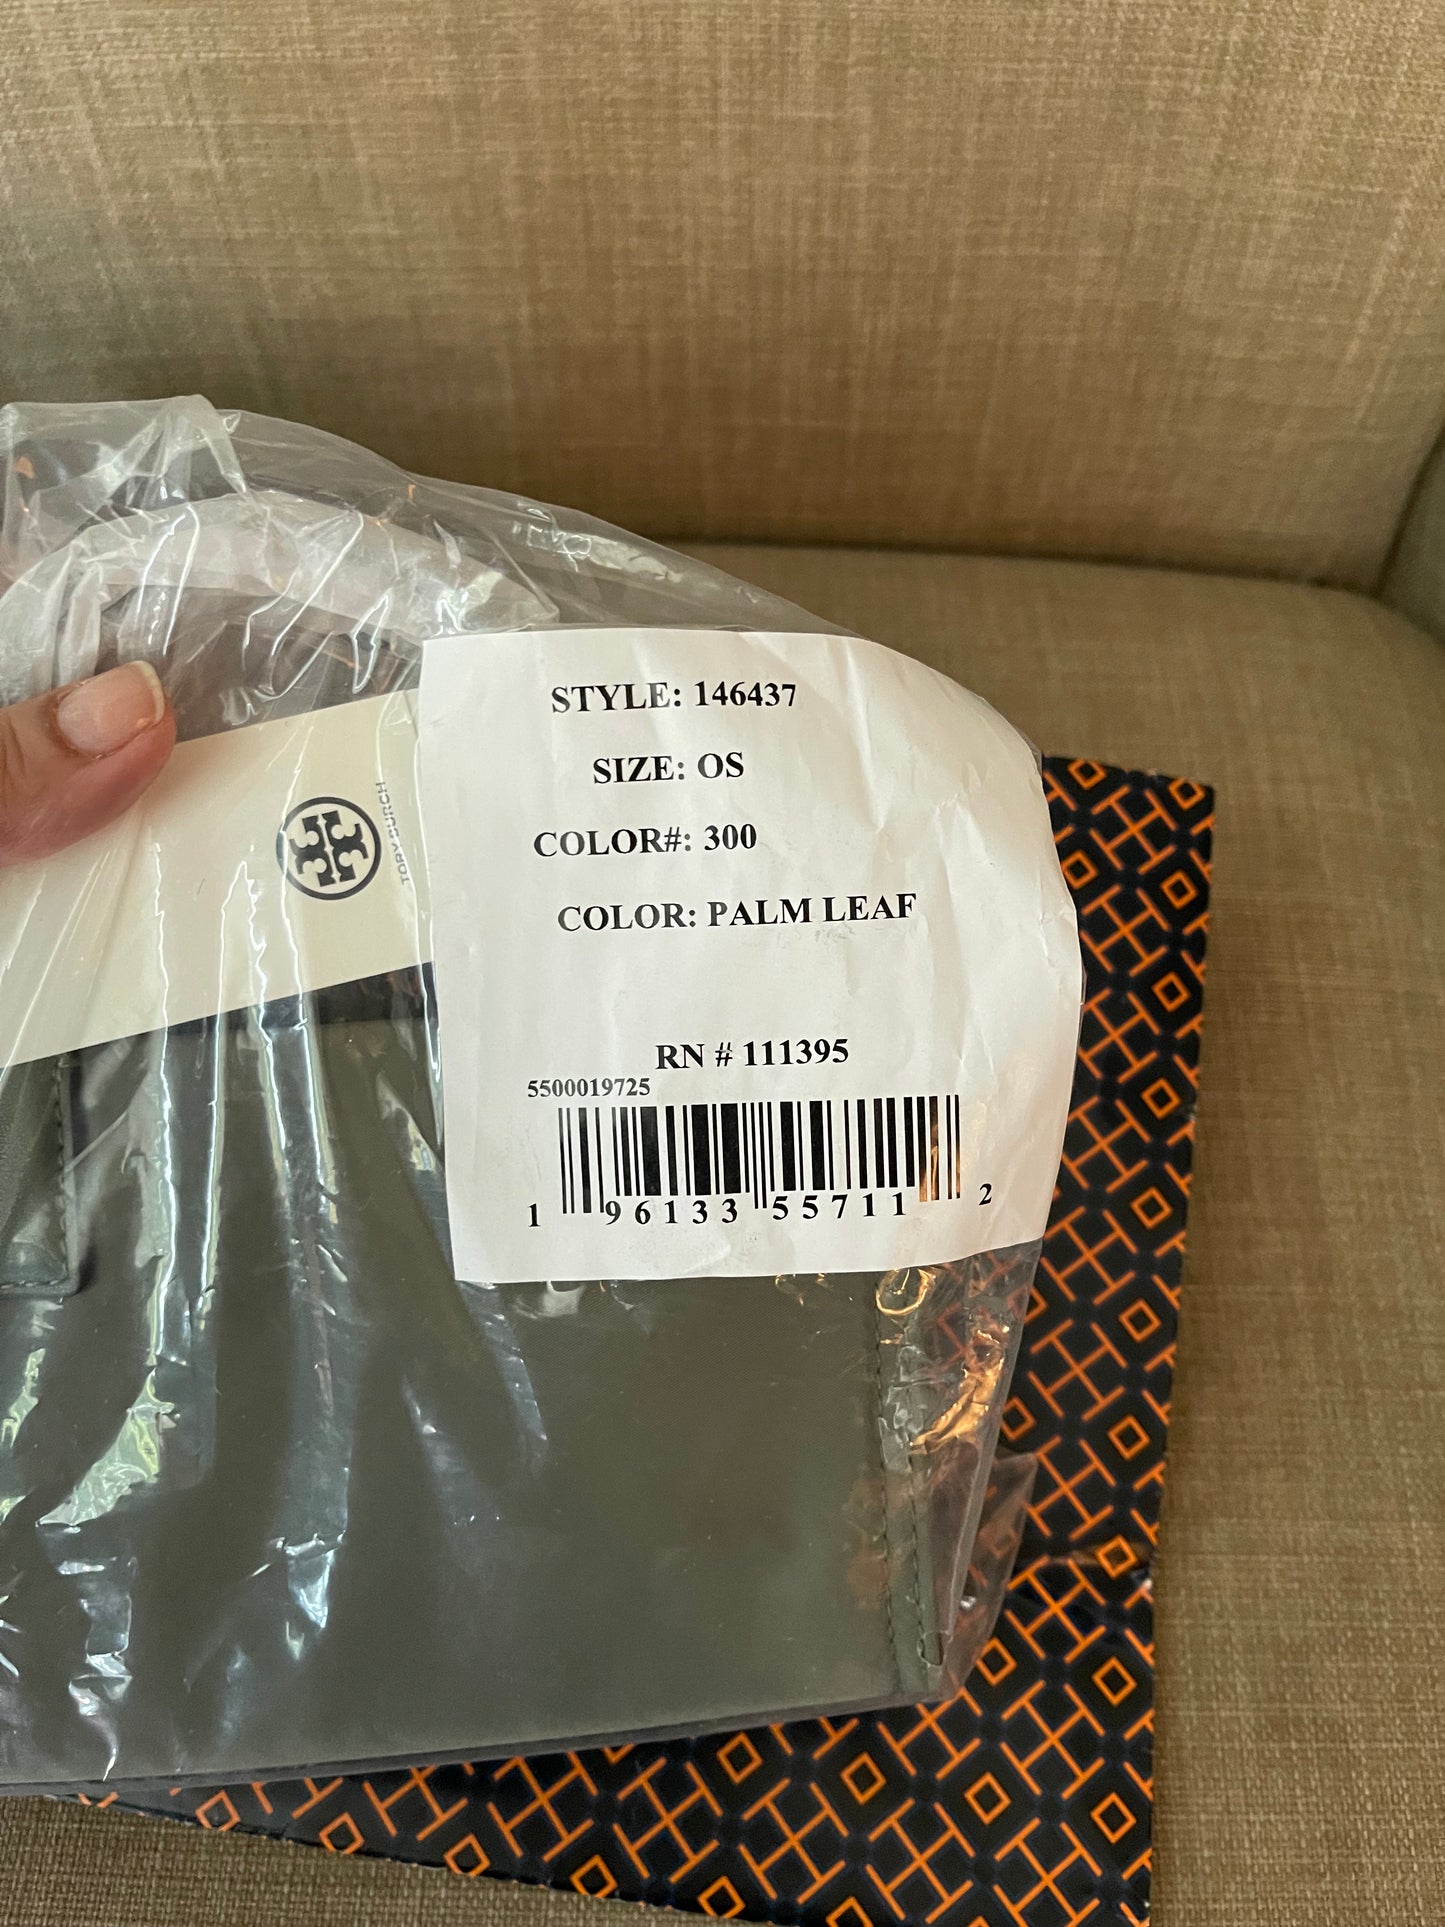 TORY BURCH
STYLE: 146437
SIZE: OS
COLOR#: 300
COLOR: PALM LEAF
RN # 111395
5500019725
1 96133 55711 2